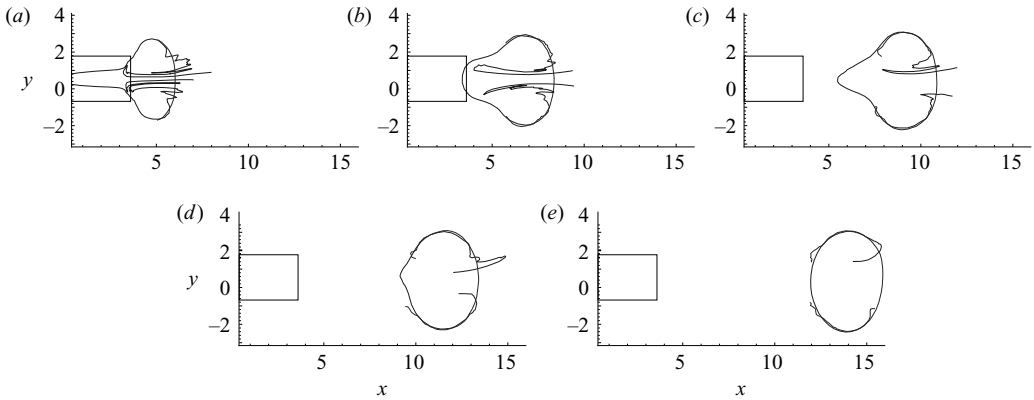 (a) 4 (b) 4 (c) 4
2 2 2
y
0 0 0
–2 –2 –2
5 10 15 5 10 15 5 10 15
(d) 4 (e) 4
2 2
y y
0 0
–2 –2
5 10 15 5 10 15
x x